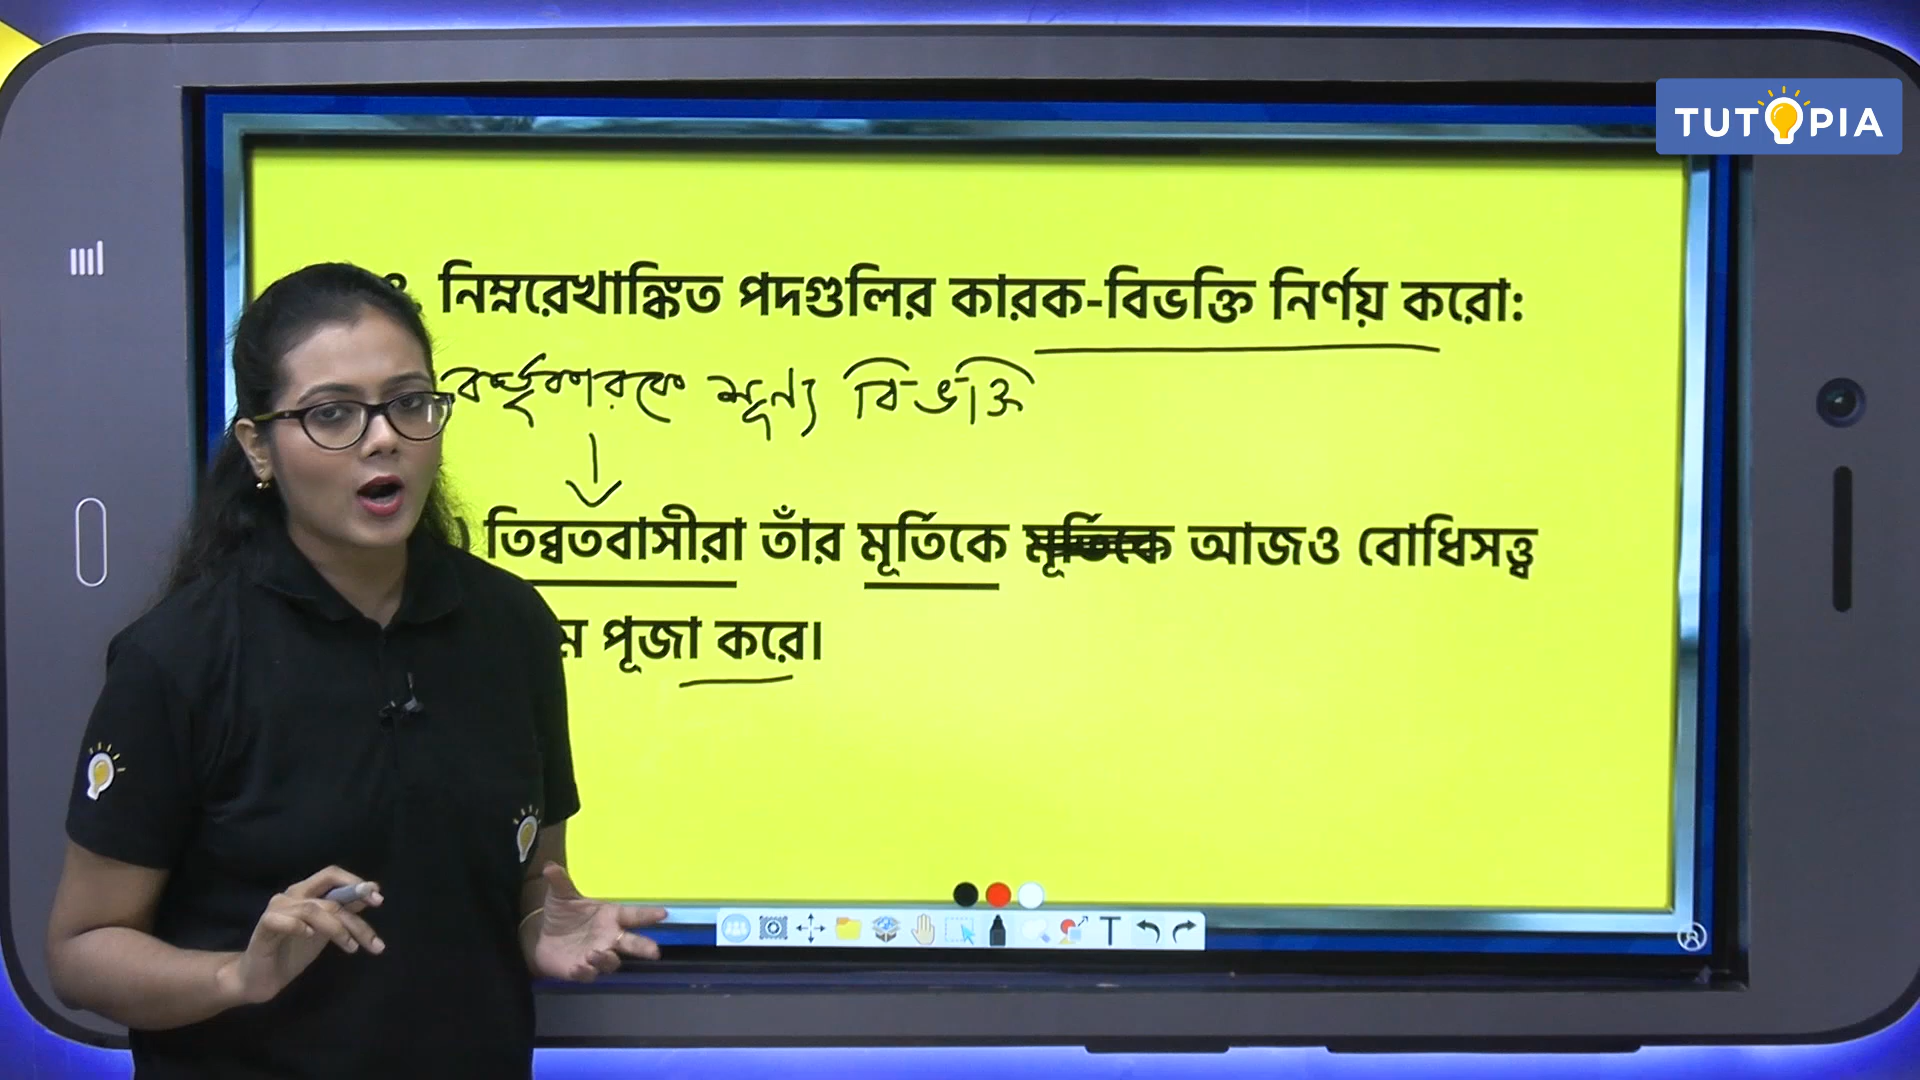 TUTOPIA
নিম্নরেখাঙ্কিত পদগুলির কারক-বিভক্তি নির্ণয় করো:
কর্তৃকারকে শূন্য বিভক্তি
) তিব্বতবাসীরা তাঁর মূর্তিকে মূর্তিকে আজও বোধিসত্ত্ব
ম পূজা করে।